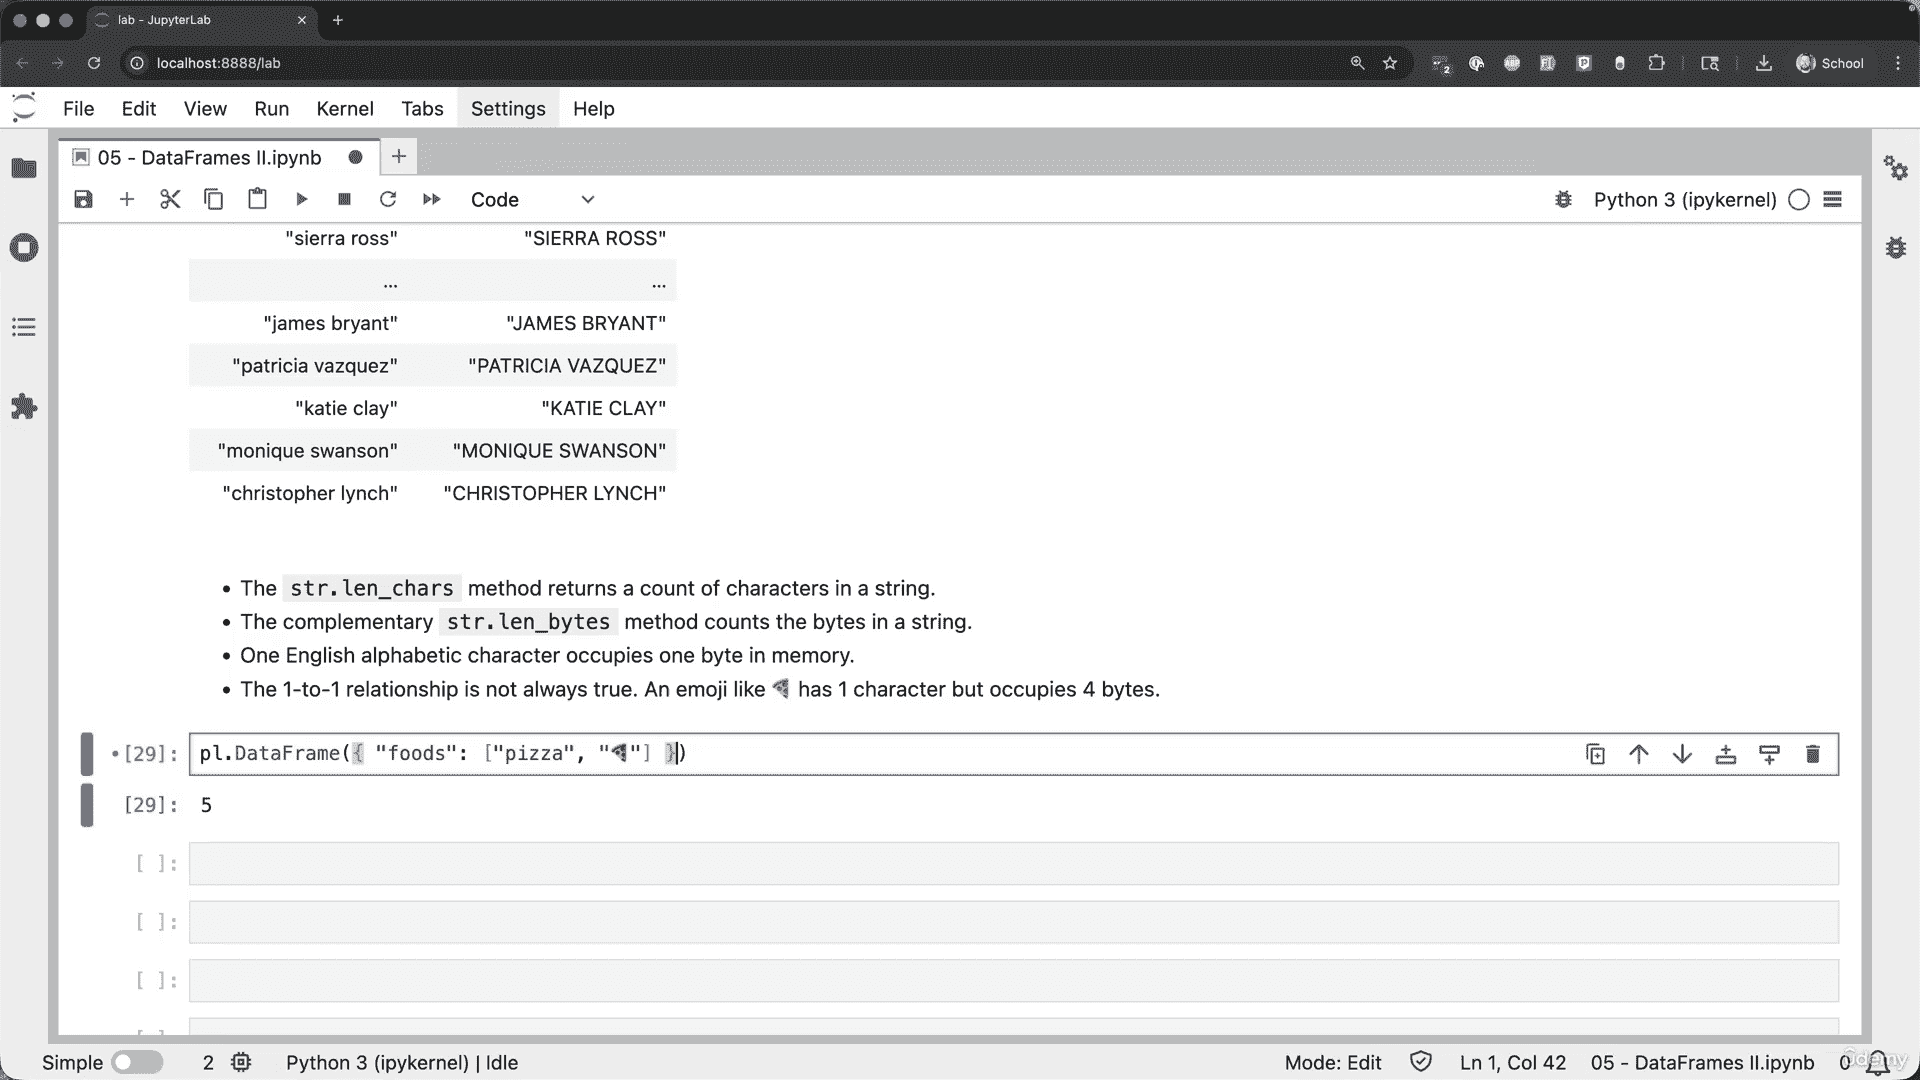 lab - JupyterLab
localhost:8888/lab
2
School
File Edit View Run Kernel Tabs Settings Help
05 - DataFrames II.ipynb
Code
Python 3 (ipykernel)
"sierra ross" "SIERRA ROSS"
... ...
"james bryant" "JAMES BRYANT"
"patricia vazquez" "PATRICIA VAZQUEZ"
"katie clay" "KATIE CLAY"
"monique swanson" "MONIQUE SWANSON"
"christopher lynch" "CHRISTOPHER LYNCH"
• The str.len_chars method returns a count of characters in a string.
• The complementary str.len_bytes method counts the bytes in a string.
• One English alphabetic character occupies one byte in memory.
• The 1-to-1 relationship is not always true. An emoji like 🍕 has 1 character but occupies 4 bytes.
•[29]: pl.DataFrame({ "foods": ["pizza", "🍕"] })
[29]: 5
[ ]:
[ ]:
[ ]:
[ ]:
Simple 2 Python 3 (ipykernel) | Idle Mode: Edit Ln 1, Col 42 05 - DataFrames II.ipynb 0
Udemy